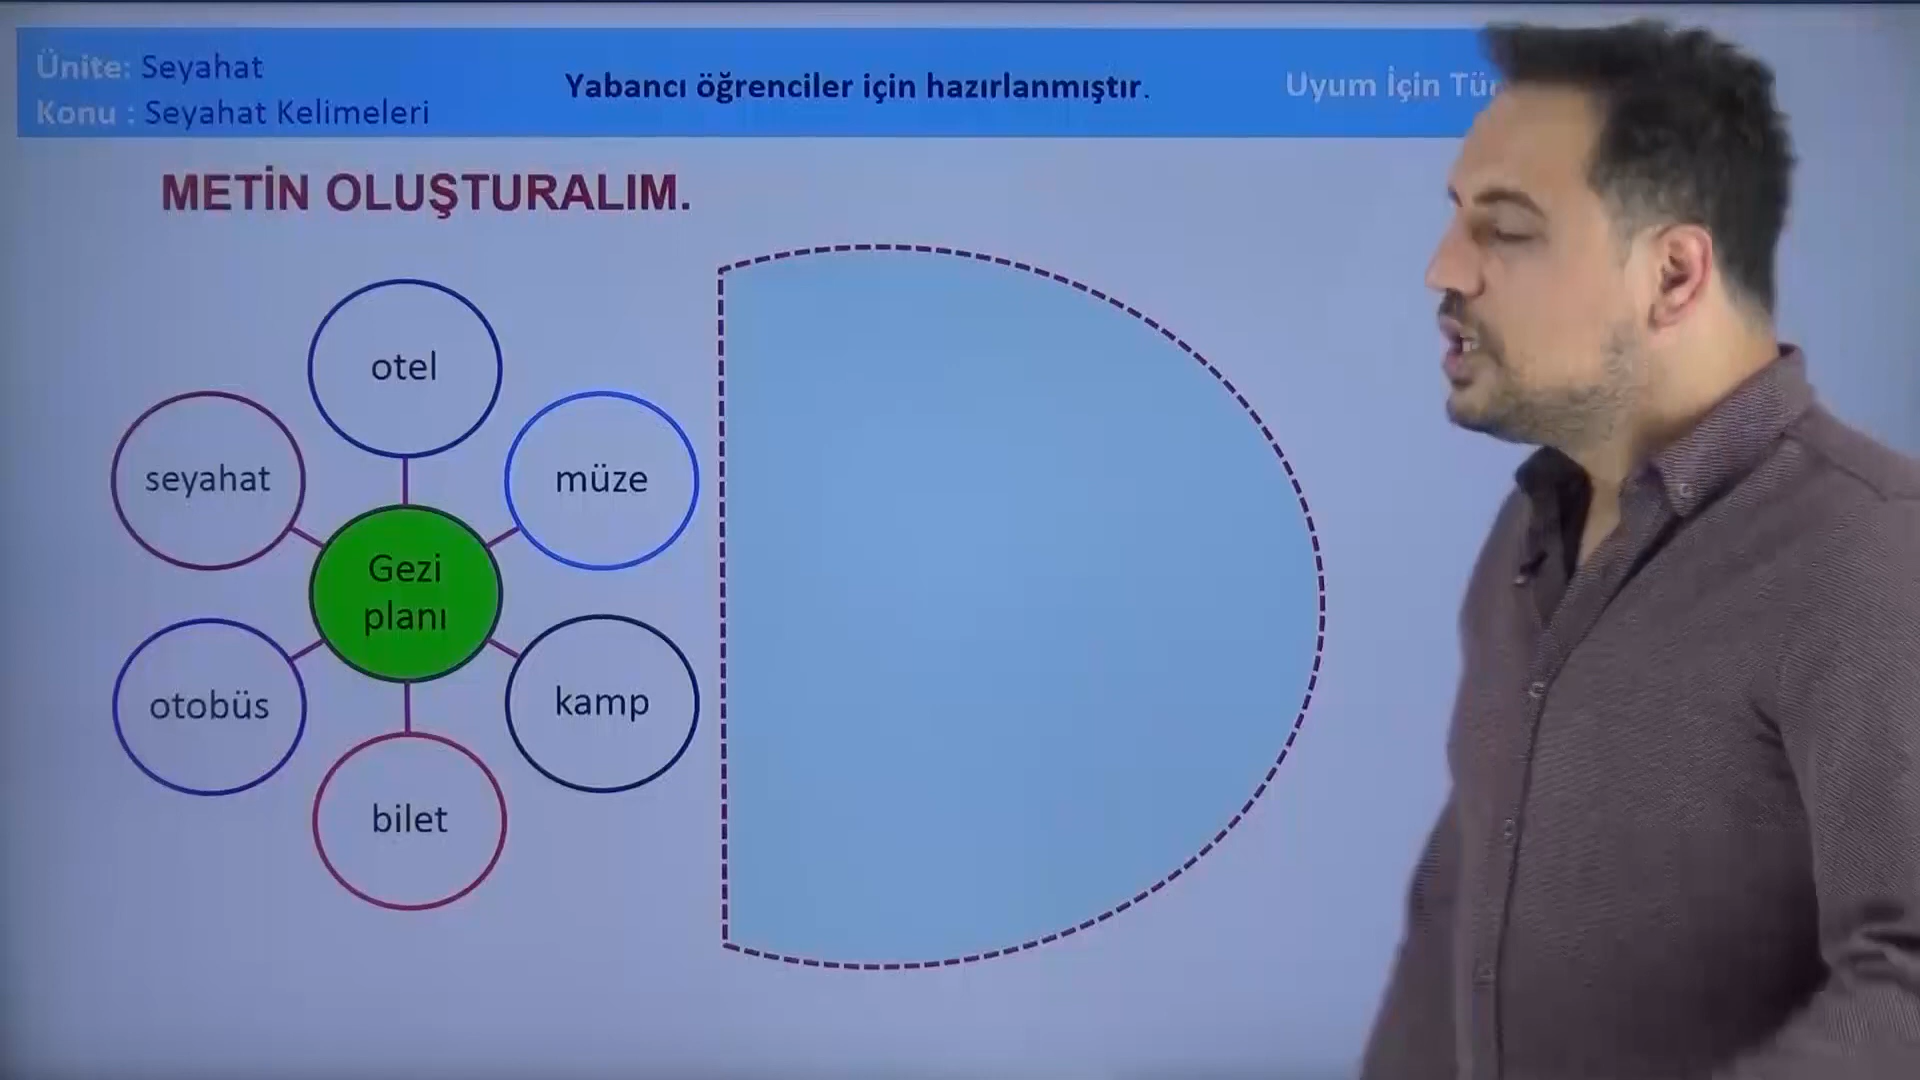 Ünite: Seyahat
Konu : Seyahat Kelimeleri
Yabancı öğrenciler için hazırlanmıştır.
Uyum İçin
METİN OLUŞTURALIM.
otel
seyahat
müze
Gezi
planı
otobüs
kamp
bilet